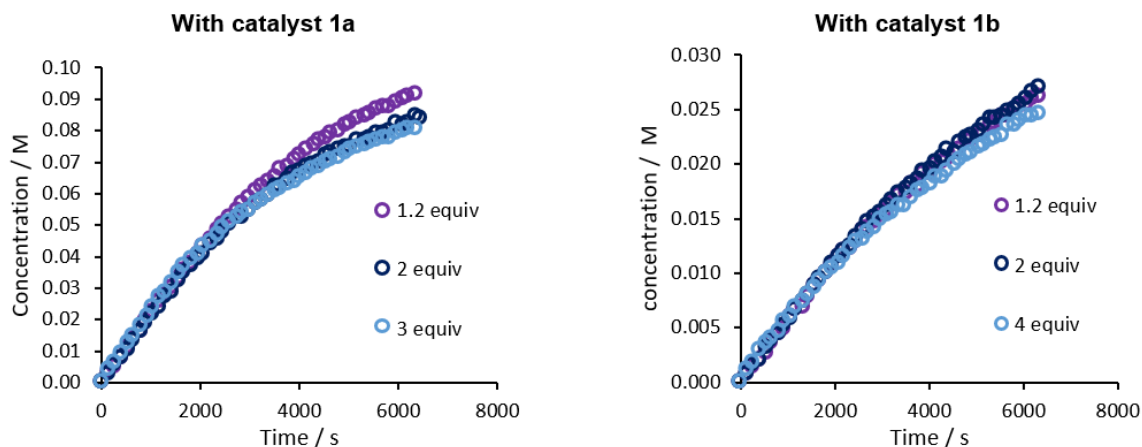 With catalyst 1a
Concentration / M
0.10
0.09
0.08
0.07
0.06
0.05
0.04
0.03
0.02
0.01
0.00
0
2000
4000
6000
8000
Time / s
1.2 equiv
2 equiv
3 equiv
With catalyst 1b
concentration / M
0.030
0.025
0.020
0.015
0.010
0.005
0.000
0
2000
4000
6000
8000
Time / s
1.2 equiv
2 equiv
4 equiv